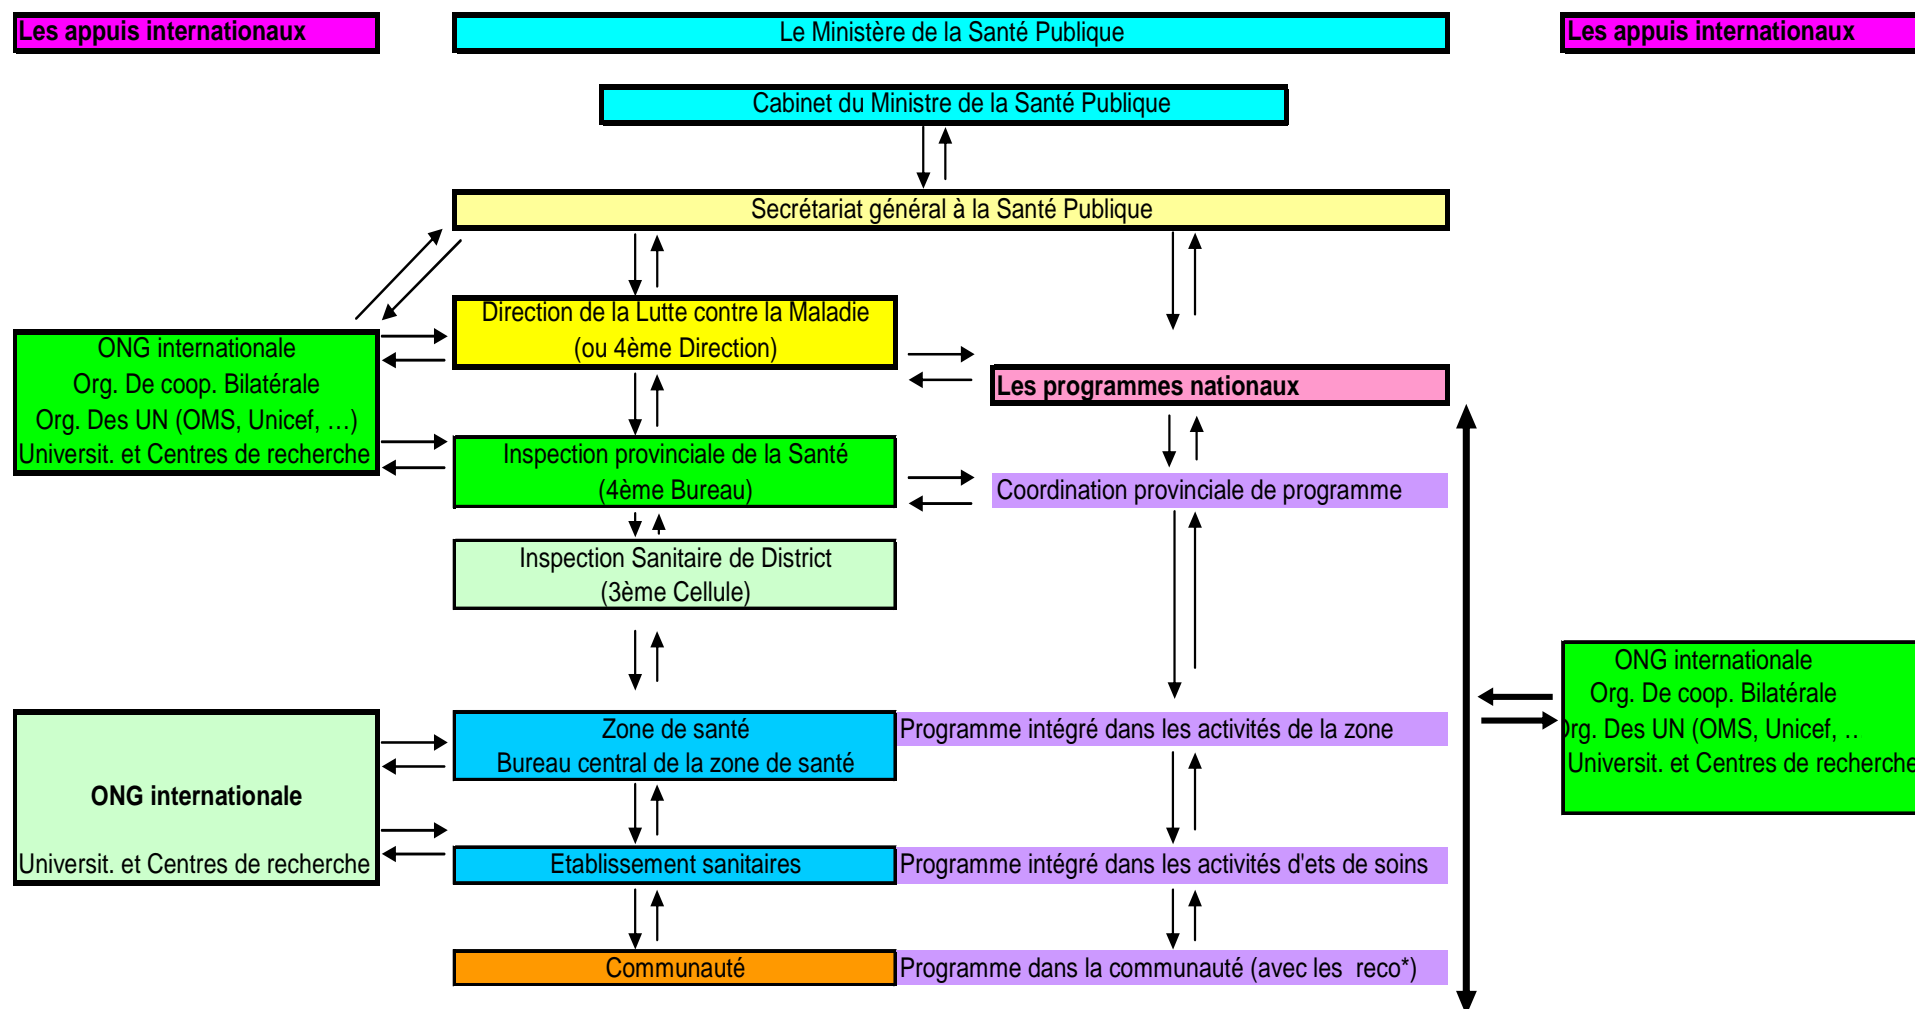 Les appuis internationaux
Le Ministère de la Santé Publique
Les appuis internationaux
Cabinet du Ministre de la Santé Publique
Secrétariat général à la Santé Publique
Direction de la Lutte contre la Maladie
(ou 4ème Direction)
ONG internationale
Org. De coop. Bilatérale
Org. Des UN (OMS, Unicef, …)
Universit. et Centres de recherche
Les programmes nationaux
Inspection provinciale de la Santé
(4ème Bureau)
Coordination provinciale de programme
Inspection Sanitaire de District
(3ème Cellule)
ONG internationale
Org. De coop. Bilatérale
Org. Des UN (OMS, Unicef, ..
Universit. et Centres de recherche
Zone de santé
Bureau central de la zone de santé
Programme intégré dans les activités de la zone
ONG internationale
Universit. et Centres de recherche
Etablissement sanitaires
Programme intégré dans les activités d'ets de soins
Communauté
Programme dans la communauté (avec les reco*)